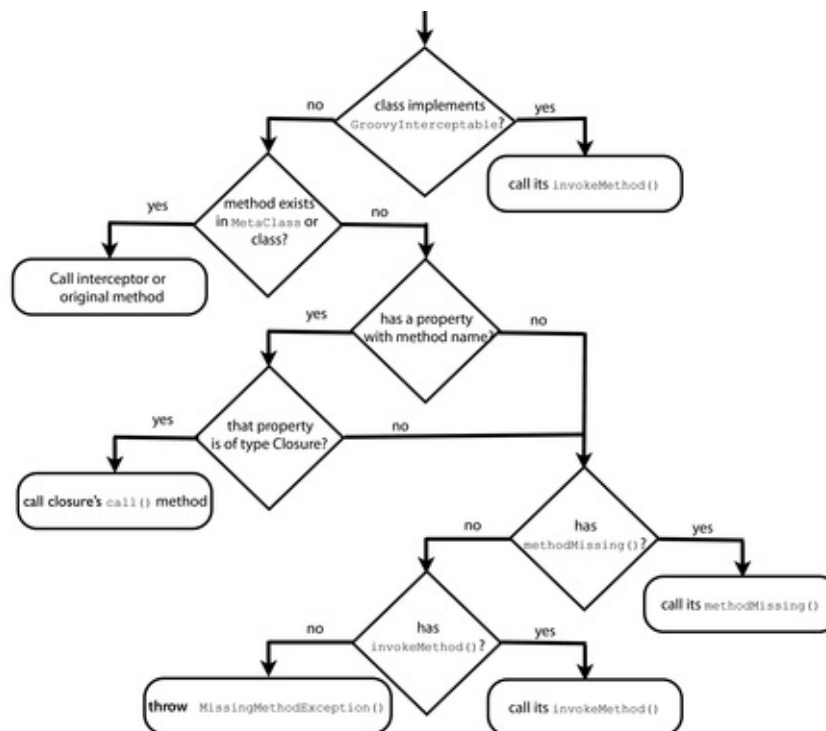 class implements
GroovyInterceptable?
no
yes
call its invokeMethod()
method exists
in MetaClass or
class?
yes
no
Call interceptor or
original method
has a property
with method name?
yes
no
that property
is of type Closure?
yes
no
call closure's call() method
has
methodMissing()?
no
yes
call its methodMissing()
has
invokeMethod()?
no
yes
throw MissingMethodException()
call its invokeMethod()